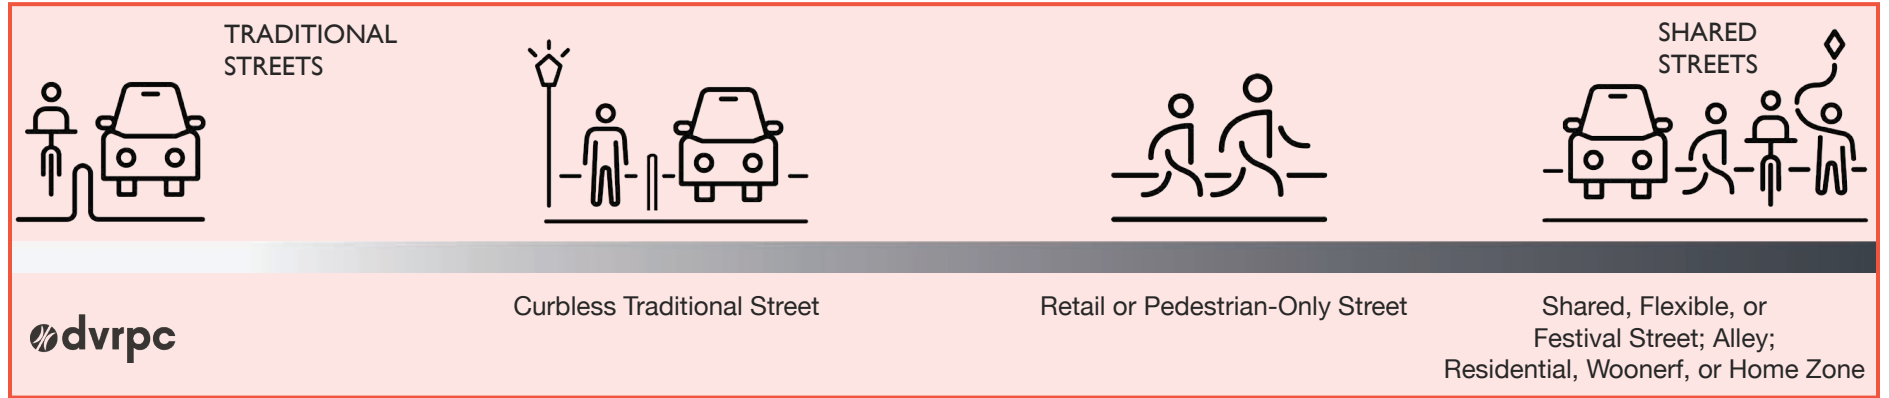 TRADITIONAL
STREETS
SHARED
STREETS
Curbless Traditional Street
Retail or Pedestrian-Only Street
Shared, Flexible, or
Festival Street; Alley;
Residential, Woonerf, or Home Zone
dvrpc